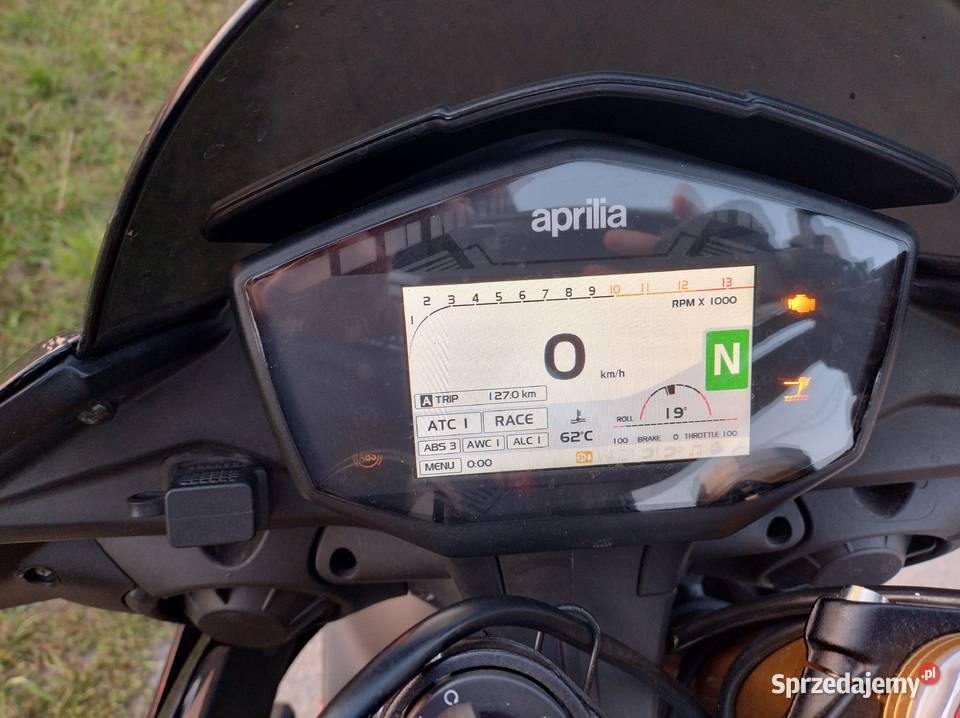 aprilia
1 2 3 4 5 6 7 8 9 10 11 12 13
RPM X 1000
0 km/h
N
A TRIP 127.0 km
ATC 1 RACE
ABS 3 AWC 1 ALC 1
MENU 0:00
62°C
ROLL 19°
100 BRAKE 0 THROTTLE 100
ABS
Sprzedajemy.pl